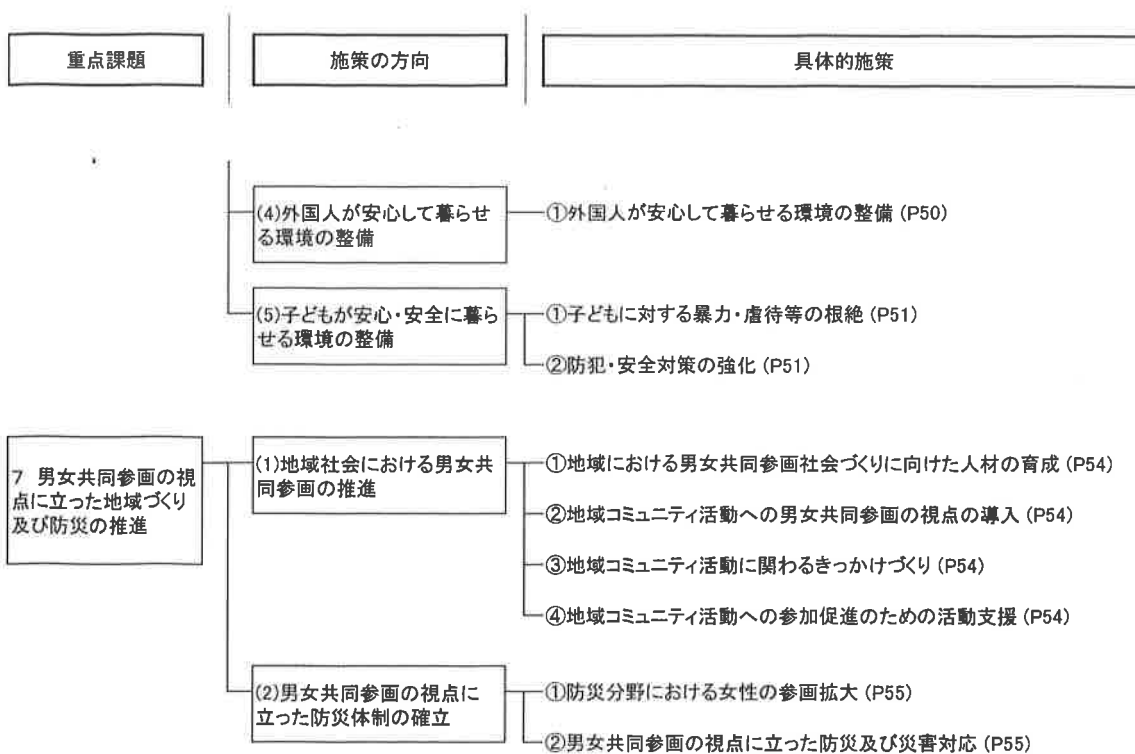 重点課題
施策の方向
具体的施策
(4)外国人が安心して暮らせ
る環境の整備
①外国人が安心して暮らせる環境の整備 (P50)
(5)子どもが安心・安全に暮ら
せる環境の整備
①子どもに対する暴力・虐待等の根絶 (P51)
②防犯・安全対策の強化 (P51)
7 男女共同参画の視
点に立った地域づくり
及び防災の推進
(1)地域社会における男女共
同参画の推進
①地域における男女共同参画社会づくりに向けた人材の育成 (P54)
②地域コミュニティ活動への男女共同参画の視点の導入 (P54)
③地域コミュニティ活動に関わるきっかけづくり (P54)
④地域コミュニティ活動への参加促進のための活動支援 (P54)
(2)男女共同参画の視点に
立った防災体制の確立
①防災分野における女性の参画拡大 (P55)
②男女共同参画の視点に立った防災及び災害対応 (P55)